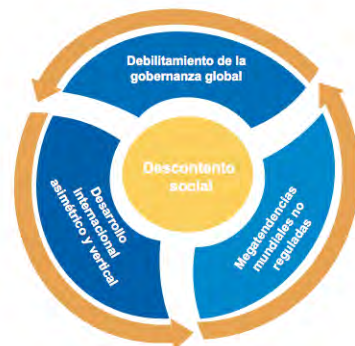 Debilitamiento de la
gobernanza global
Descontento
social
Desarrollo
internacional
asimétrico y vertical
Megatendencias
mundiales no
reguladas